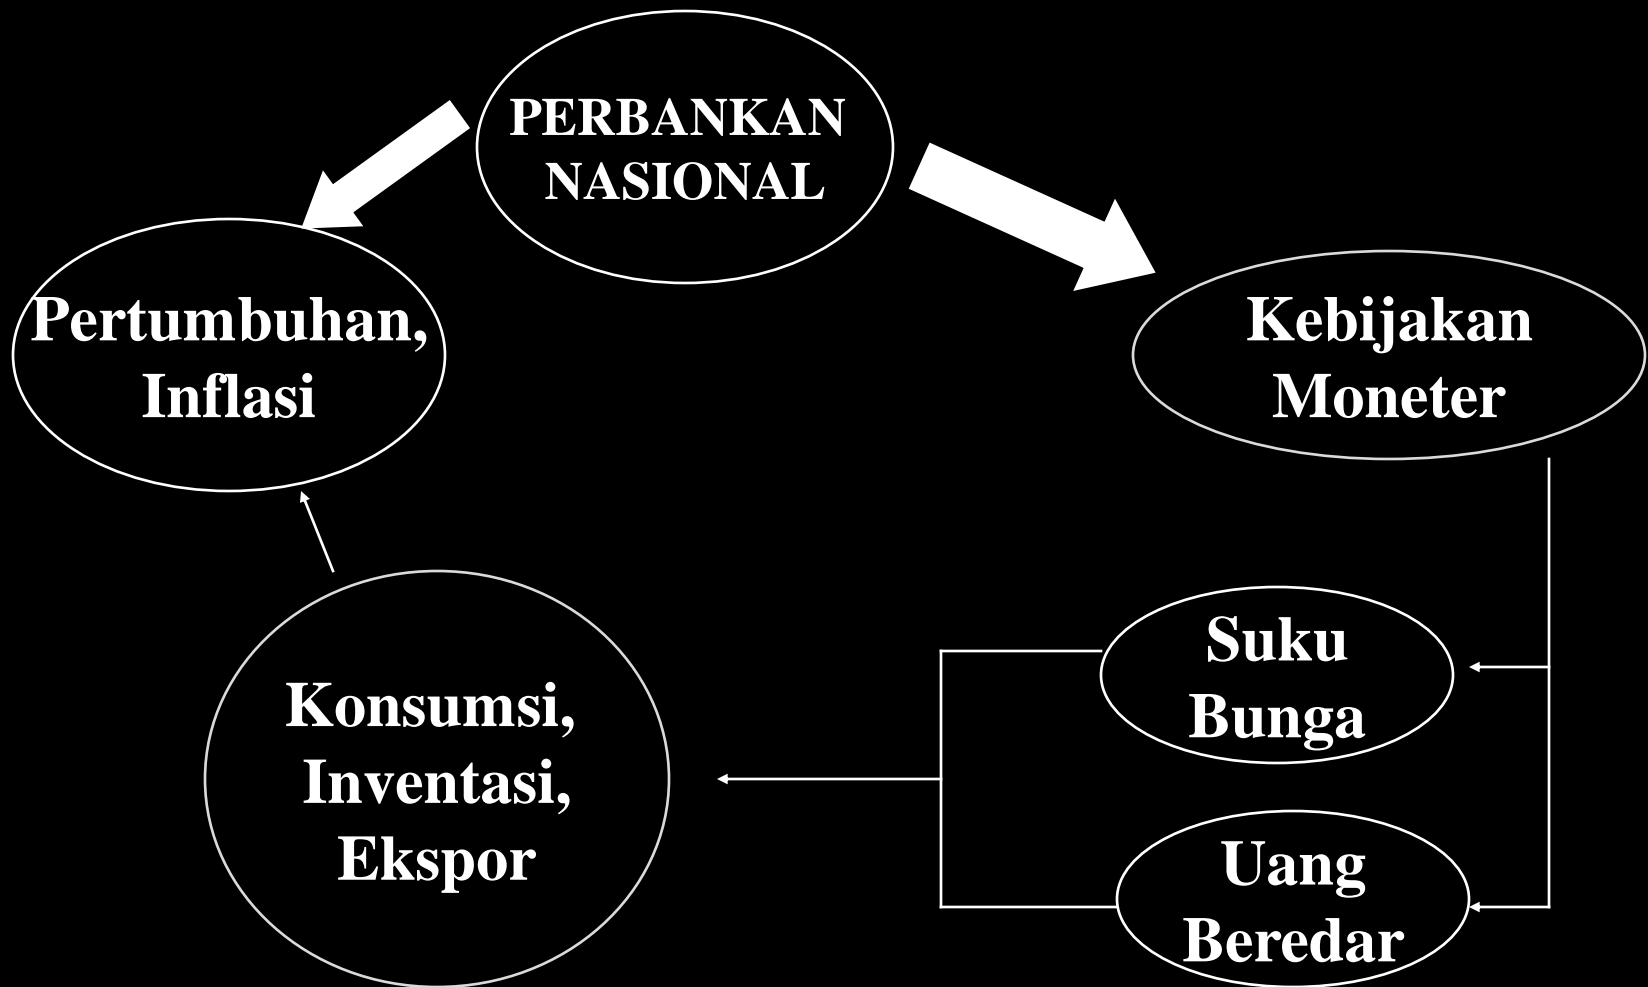 PERBANKAN
NASIONAL
Pertumbuhan,
Inflasi
Kebijakan
Moneter
Suku
Bunga
Konsumsi,
Inventasi,
Ekspor
Uang
Beredar